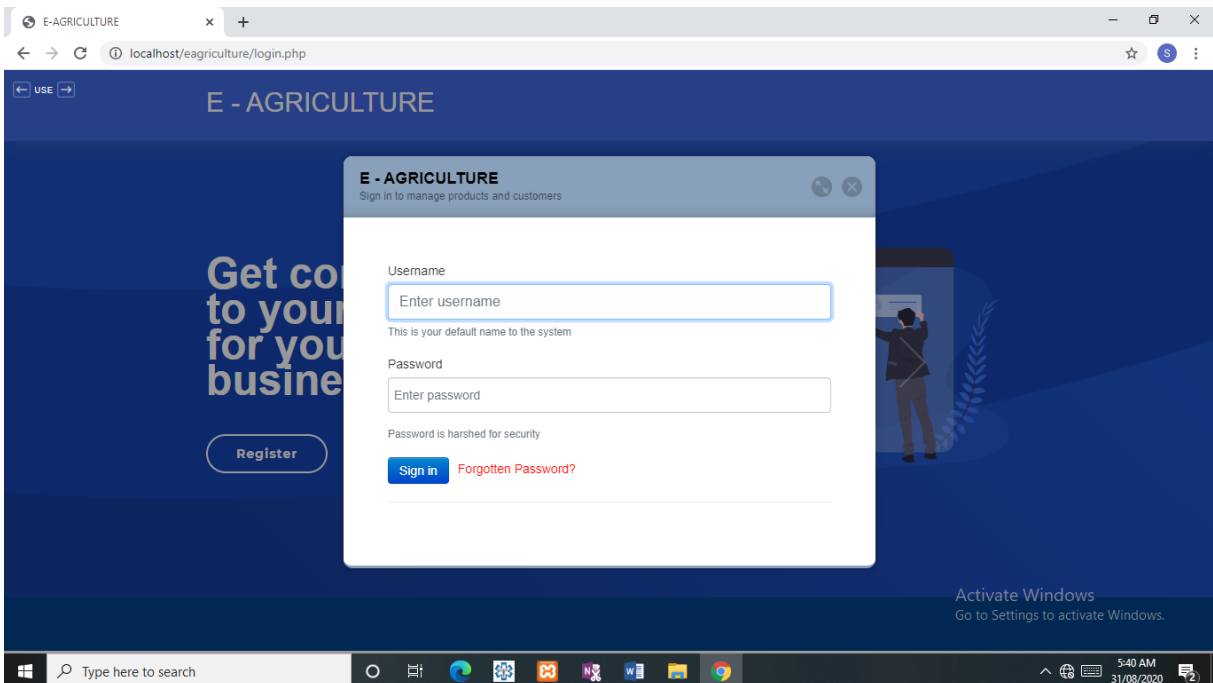 E-AGRICULTURE
localhost/eagriculture/login.php
S
USE
E - AGRICULTURE
E - AGRICULTURE
Sign in to manage products and customers
Get co
to your
for you
busine
Register
Username
Enter username
This is your default name to the system
Password
Enter password
Password is harshed for security
Sign in Forgotten Password?
Activate Windows
Go to Settings to activate Windows.
Type here to search
5:40 AM
31/08/2020
2